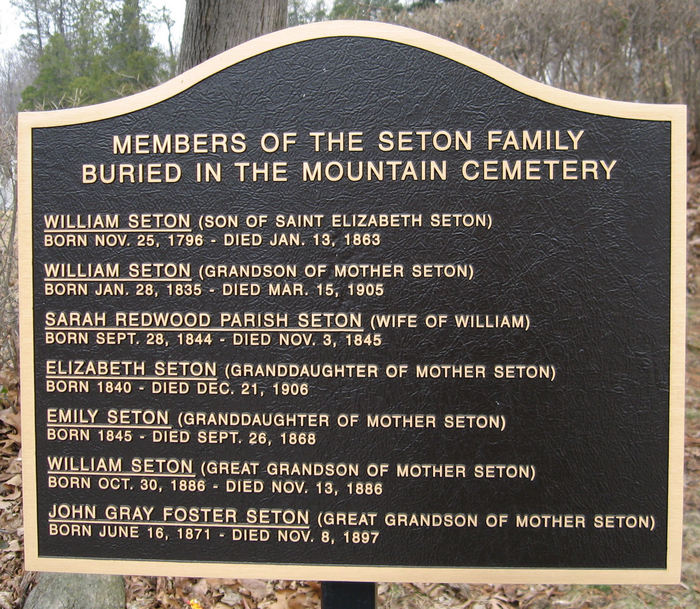 MEMBERS OF THE SETON FAMILY
BURIED IN THE MOUNTAIN CEMETERY
WILLIAM SETON (SON OF SAINT ELIZABETH SETON)
BORN NOV. 25, 1796 - DIED JAN. 13, 1863
WILLIAM SETON (GRANDSON OF MOTHER SETON)
BORN JAN. 28, 1835 - DIED MAR. 15, 1905
SARAH REDWOOD PARISH SETON (WIFE OF WILLIAM)
BORN SEPT. 28, 1844 - DIED NOV. 3, 1845
ELIZABETH SETON (GRANDDAUGHTER OF MOTHER SETON)
BORN 1840 - DIED DEC. 21, 1906
EMILY SETON (GRANDDAUGHTER OF MOTHER SETON)
BORN 1845 - DIED SEPT. 26, 1868
WILLIAM SETON (GREAT GRANDSON OF MOTHER SETON)
BORN OCT. 30, 1886 - DIED NOV. 13, 1886
JOHN GRAY FOSTER SETON (GREAT GRANDSON OF MOTHER SETON)
BORN JUNE 16, 1871 - DIED NOV. 8, 1897